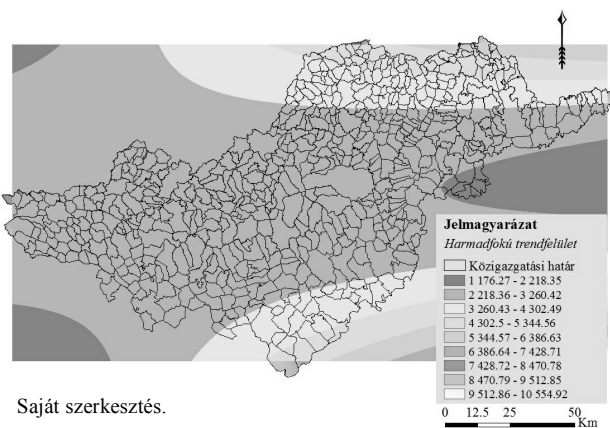 Jelmagyarázat
Harmadfokú trendfelület
Közigazgatási határ
1 176.27 - 2 218.35
2 218.36 - 3 260.42
3 260.43 - 4 302.49
4 302.5 - 5 344.56
5 344.57 - 6 386.63
6 386.64 - 7 428.71
7 428.72 - 8 470.78
8 470.79 - 9 512.85
9 512.86 - 10 554.92
Saját szerkesztés.
0 12.5 25 50
Km